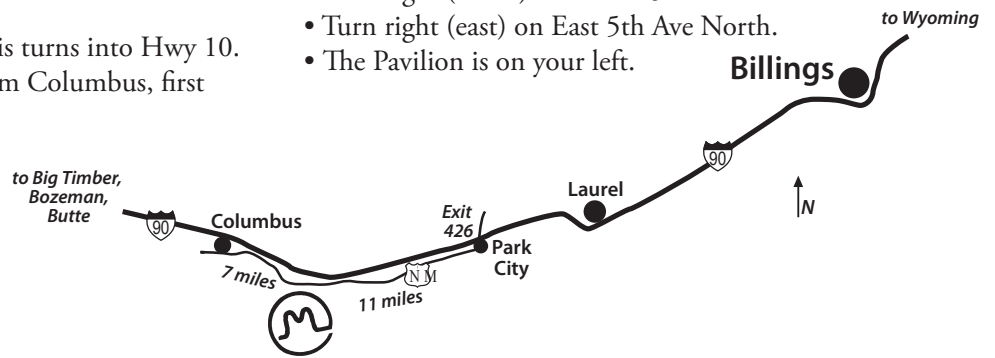 is turns into Hwy 10.
m Columbus, first
• Turn right (east) on East 5th Ave North.
• The Pavilion is on your left.
to Wyoming
Billings
90
Laurel
N
to Big Timber,
Bozeman,
Butte
90
Columbus
Exit
426
Park
City
7 miles
N M
11 miles